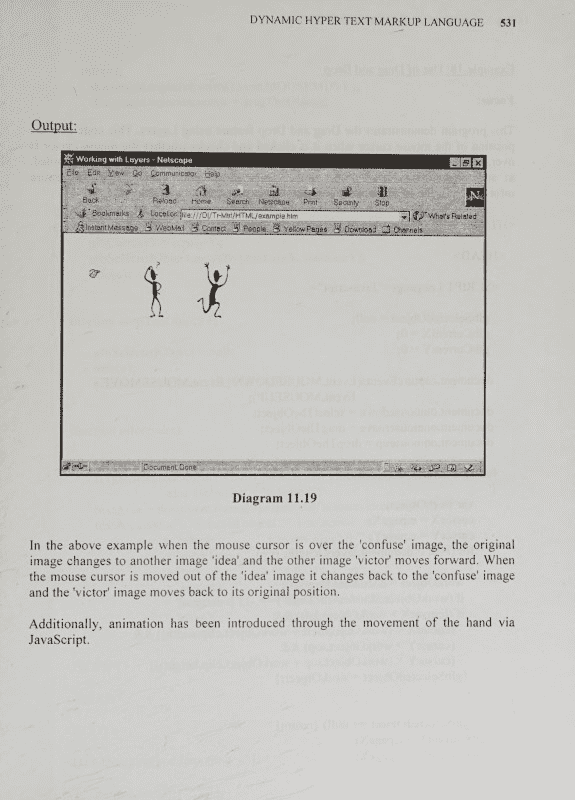 DYNAMIC HYPER TEXT MARKUP LANGUAGE 531
Output:
Working with Layers - Netscape
File Edit View Go Communicator Help
Back Reload Home Search Netscape Print Security Stop
Bookmarks Location: file:///D|/Tr-Mtrl/HTML/example.htm What's Related
Instant Message WebMail Contact People Yellow Pages Download Channels
Document: Done
Diagram 11.19
In the above example when the mouse cursor is over the 'confuse' image, the original
image changes to another image 'idea' and the other image 'victor' moves forward. When
the mouse cursor is moved out of the 'idea' image it changes back to the 'confuse' image
and the 'victor' image moves back to its original position.
Additionally, animation has been introduced through the movement of the hand via
JavaScript.